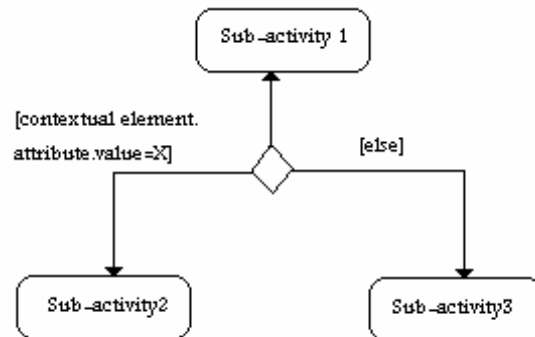 Sub-activity 1
[contextual element.
attribute.value=X]
[else]
Sub-activity2
Sub-activity3